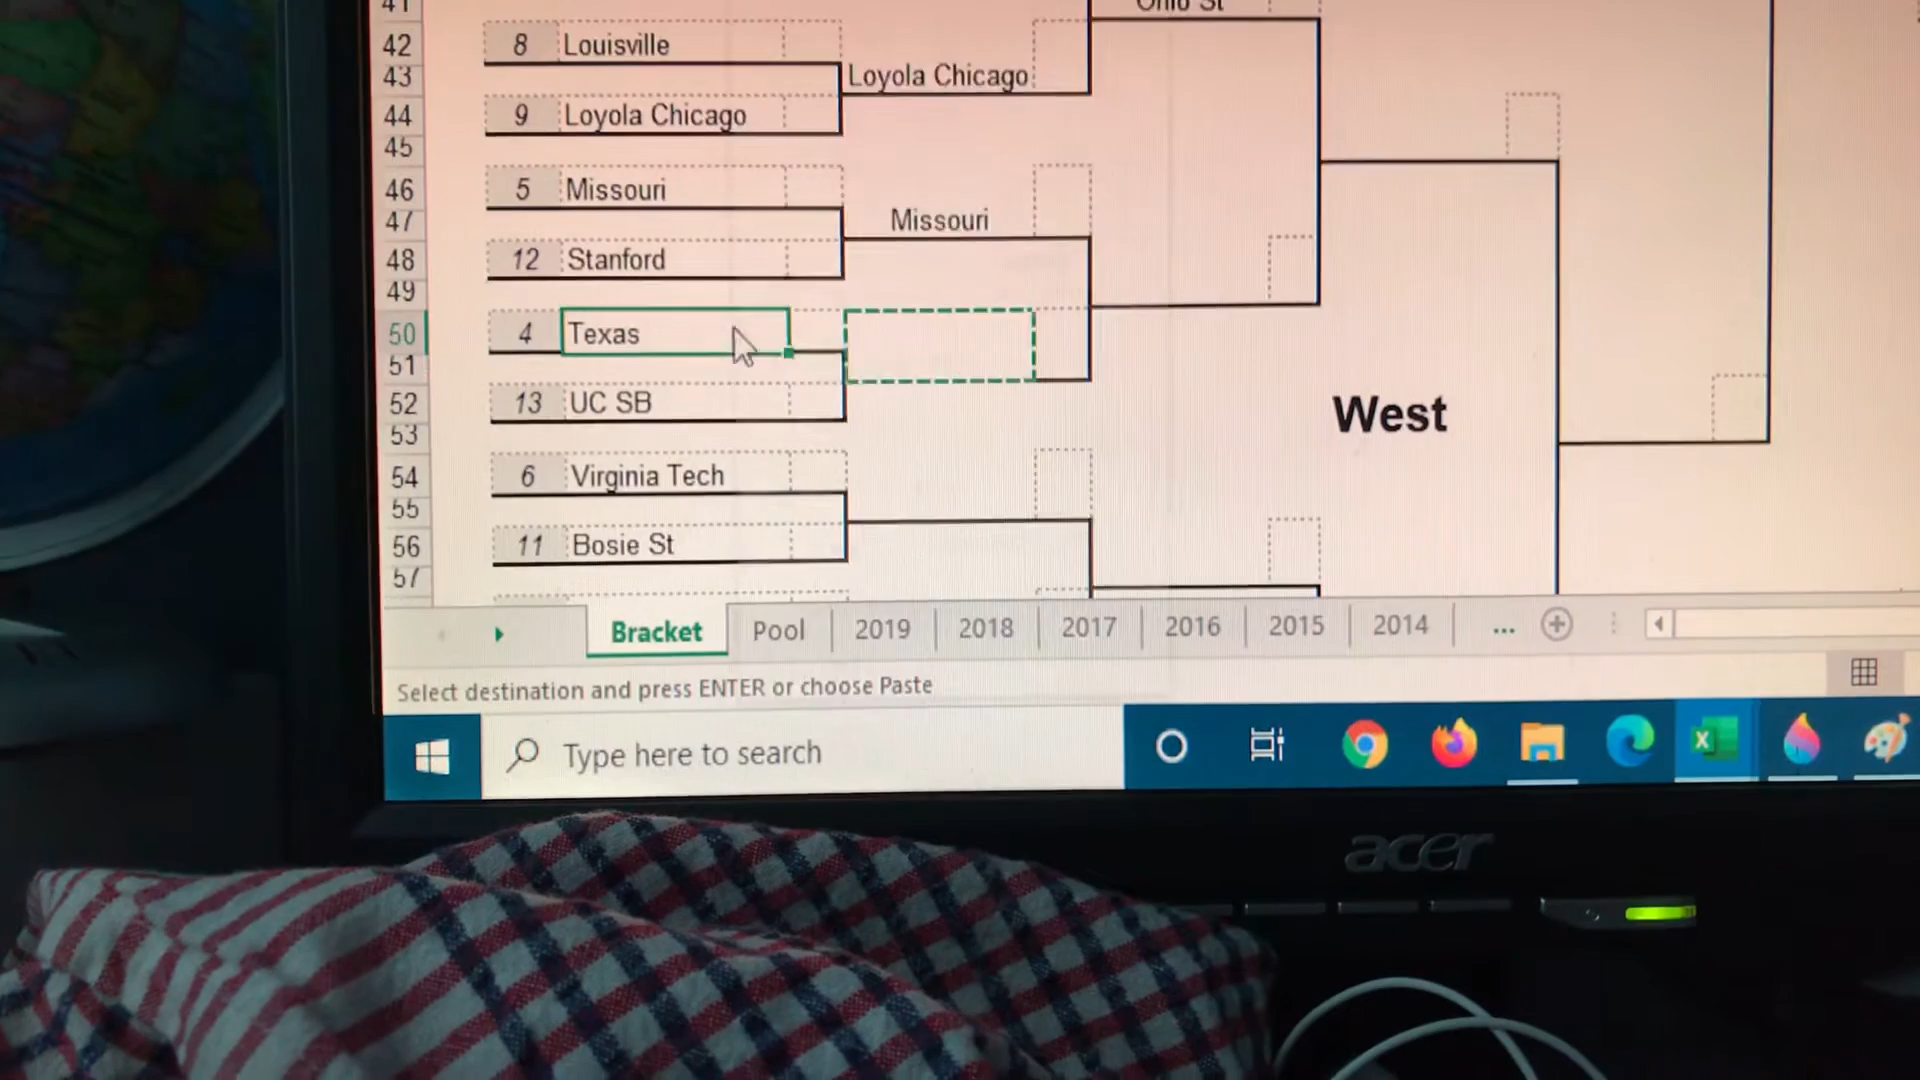 41
Ohio St
42
8 Louisville
43
Loyola Chicago
44
9 Loyola Chicago
45
46
5 Missouri
47
Missouri
48
12 Stanford
49
50
4 Texas
51
52
13 UC SB
53
West
54
6 Virginia Tech
55
56
11 Bosie St
57
Bracket Pool 2019 2018 2017 2016 2015 2014 ...
Select destination and press ENTER or choose Paste
Type here to search
acer